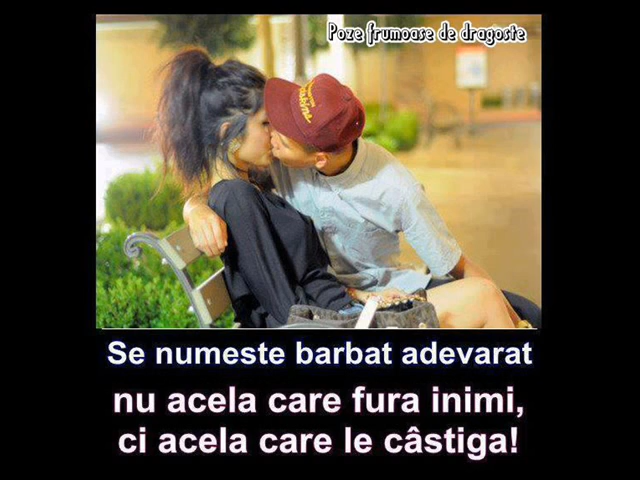 Poze frumoase de dragoste
Se numeste barbat adevarat
nu acela care fura inimi,
ci acela care le câstiga!